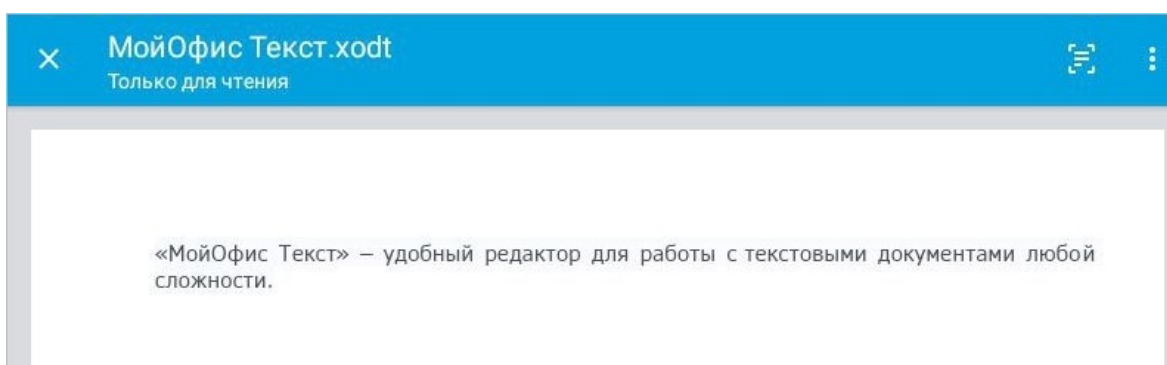 МойОфис Текст.xodt
Только для чтения
«МойОфис Текст» – удобный редактор для работы с текстовыми документами любой
сложности.